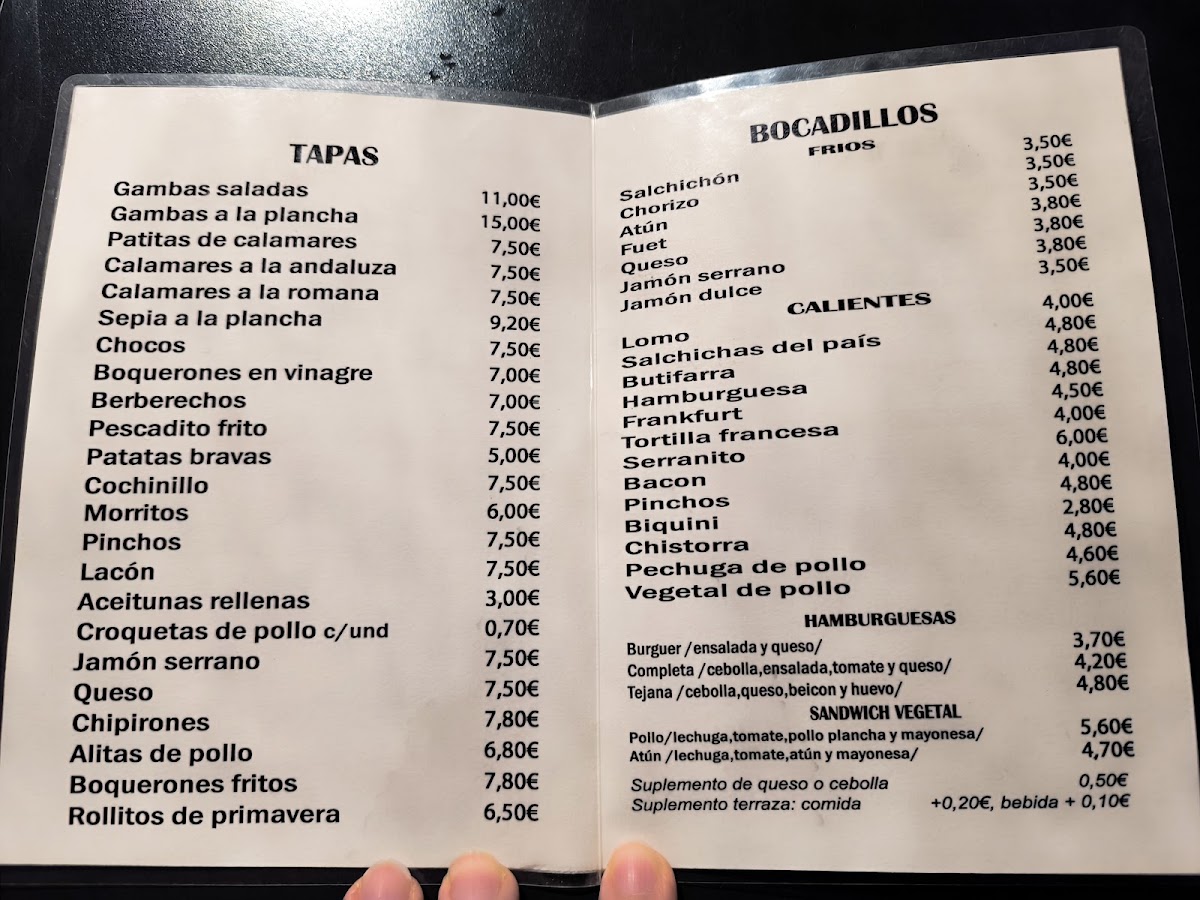 TAPAS
Gambas saladas 11,00€
Gambas a la plancha 15,00€
Patitas de calamares 7,50€
Calamares a la andaluza 7,50€
Calamares a la romana 7,50€
Sepia a la plancha 9,20€
Chocos 7,50€
Boquerones en vinagre 7,00€
Berberechos 7,00€
Pescadito frito 7,50€
Patatas bravas 5,00€
Cochinillo 7,50€
Morritos 6,00€
Pinchos 7,50€
Lacón 7,50€
Aceitunas rellenas 3,00€
Croquetas de pollo c/und 0,70€
Jamón serrano 7,50€
Queso 7,50€
Chipirones 7,80€
Alitas de pollo 6,80€
Boquerones fritos 7,80€
Rollitos de primavera 6,50€
BOCADILLOS
FRIOS
Salchichón 3,50€
Chorizo 3,50€
Atún 3,50€
Fuet 3,80€
Queso 3,80€
Jamón serrano 3,80€
Jamón dulce 3,50€
CALIENTES
Lomo 4,00€
Salchichas del país 4,80€
Butifarra 4,80€
Hamburguesa 4,80€
Frankfurt 4,50€
Tortilla francesa 4,00€
Serranito 6,00€
Bacon 4,00€
Pinchos 4,80€
Biquini 2,80€
Chistorra 4,80€
Pechuga de pollo 4,60€
Vegetal de pollo 5,60€
HAMBURGUESAS
Burguer /ensalada y queso/ 3,70€
Completa /cebolla,ensalada,tomate y queso/ 4,20€
Tejana /cebolla,queso,beicon y huevo/ 4,80€
SANDWICH VEGETAL
Pollo/lechuga,tomate,pollo plancha y mayonesa/ 5,60€
Atún /lechuga,tomate,atún y mayonesa/ 4,70€
Suplemento de queso o cebolla 0,50€
Suplemento terraza: comida +0,20€, bebida + 0,10€